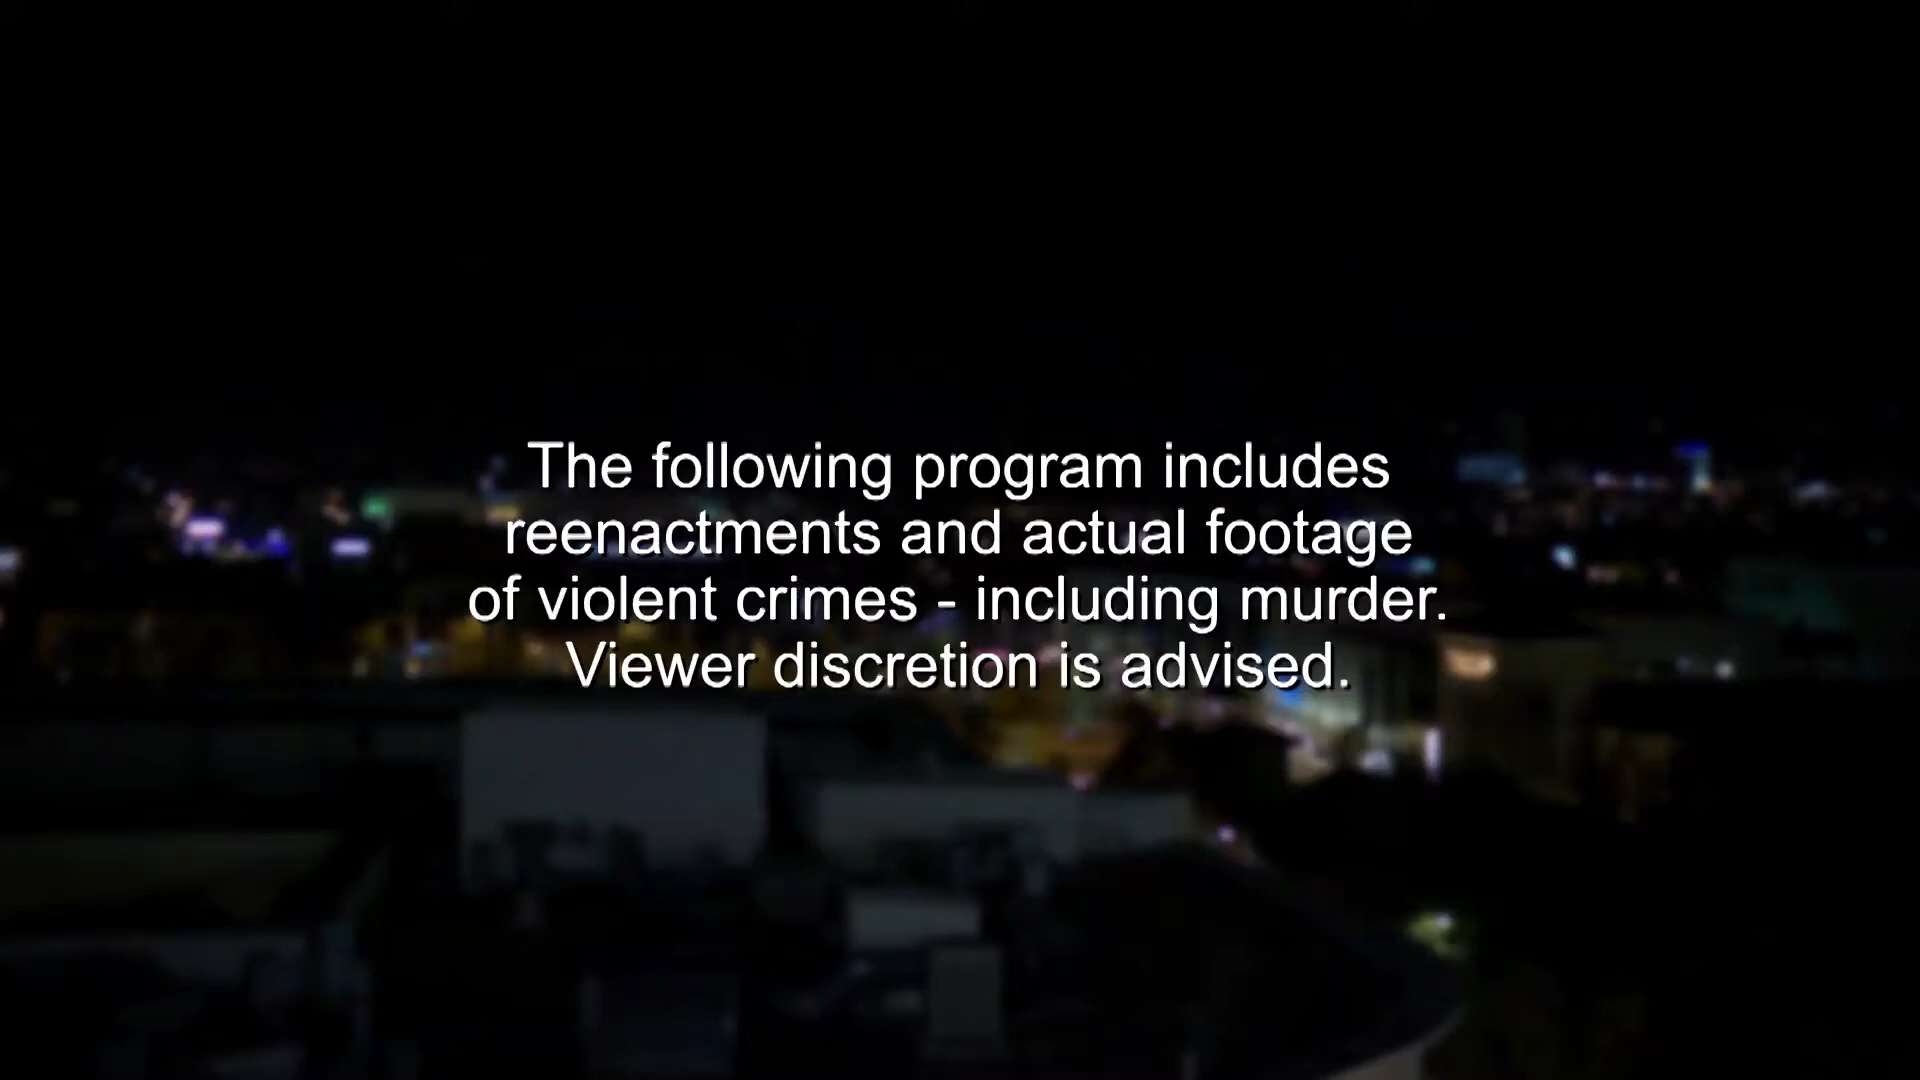 The following program includes
reenactments and actual footage
of violent crimes - including murder.
Viewer discretion is advised.